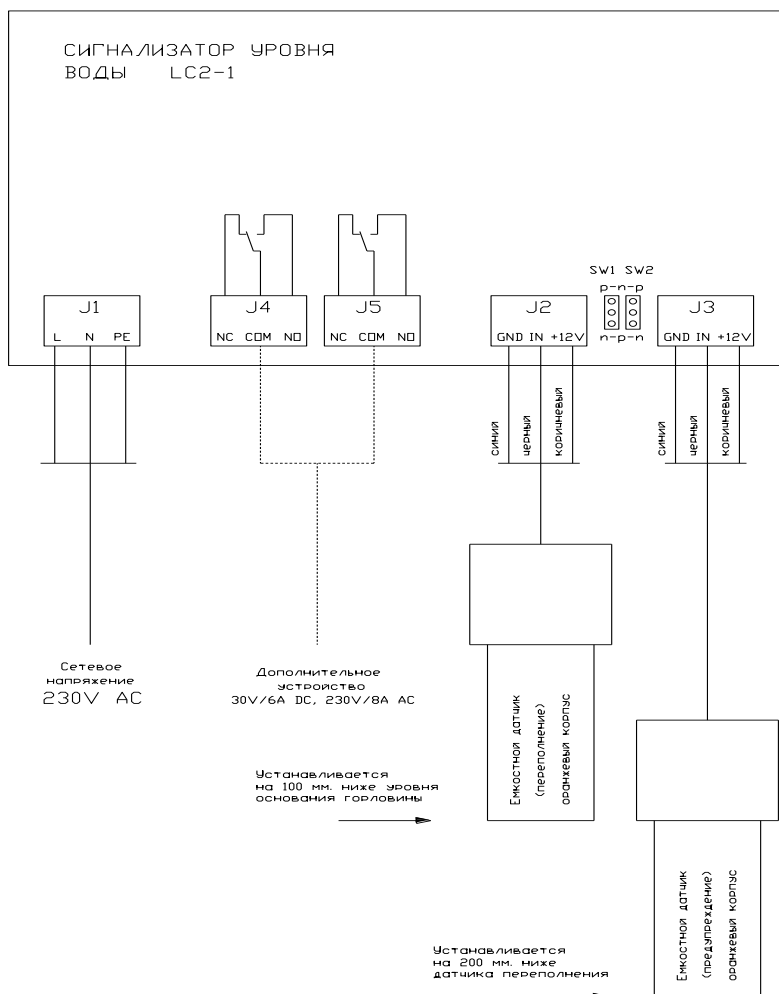 СИГНАЛИЗАТОР УРОВНЯ
ВОДЫ LC2-1
SW1 SW2
p-n-p
J1
J4
J5
J2
J3
L N PE
NC COM NO
NC COM NO
GND IN +12V
n-p-n
GND IN +12V
синий
черный
коричневый
синий
черный
коричневый
Сетевое
напряжение
230V AC
Дополнительное
устройство
30V/6A DC, 230V/8A AC
Емкостной датчик
(переполнение)
оранжевый корпус
Устанавливается
на 100 мм. ниже уровня
основания горловины
Емкостной датчик
(предупреждение)
оранжевый корпус
Устанавливается
на 200 мм. ниже
датчика переполнения